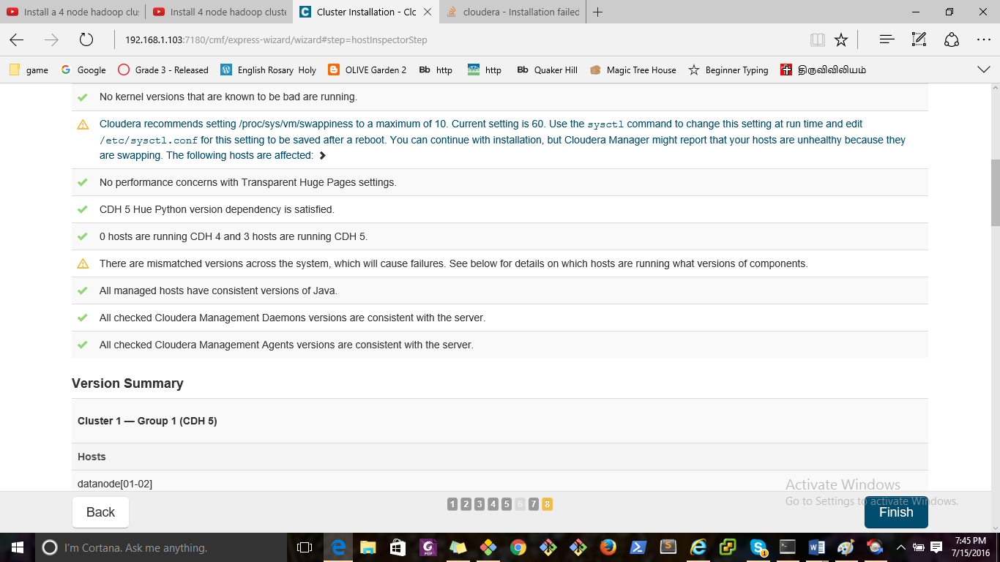 Install a 4 node hadoop clu
Install 4 node hadoop cluste
Cluster Installation - Clc
cloudera - Installation failed
192.168.1.103:7180/cmf/express-wizard/wizard#step=hostInspectorStep
game
Google
Grade 3 - Released
English Rosary Holy
OLIVE Garden 2
Bb http
http
Bb Quaker Hill
Magic Tree House
Beginner Typing
திருவிவிலியம்
No kernel versions that are known to be bad are running.
Cloudera recommends setting /proc/sys/vm/swappiness to a maximum of 10. Current setting is 60. Use the sysctl command to change this setting at run time and edit
/etc/sysctl.conf for this setting to be saved after a reboot. You can continue with installation, but Cloudera Manager might report that your hosts are unhealthy because they
are swapping. The following hosts are affected:
No performance concerns with Transparent Huge Pages settings.
CDH 5 Hue Python version dependency is satisfied.
0 hosts are running CDH 4 and 3 hosts are running CDH 5.
There are mismatched versions across the system, which will cause failures. See below for details on which hosts are running what versions of components.
All managed hosts have consistent versions of Java.
All checked Cloudera Management Daemons versions are consistent with the server.
All checked Cloudera Management Agents versions are consistent with the server.
Version Summary
Cluster 1 — Group 1 (CDH 5)
Hosts
datanode[01-02]
Activate Windows
Go to Settings to activate Windows.
Back
1 2 3 4 5 6 7 8
Finish
I'm Cortana. Ask me anything.
7:45 PM
7/15/2016